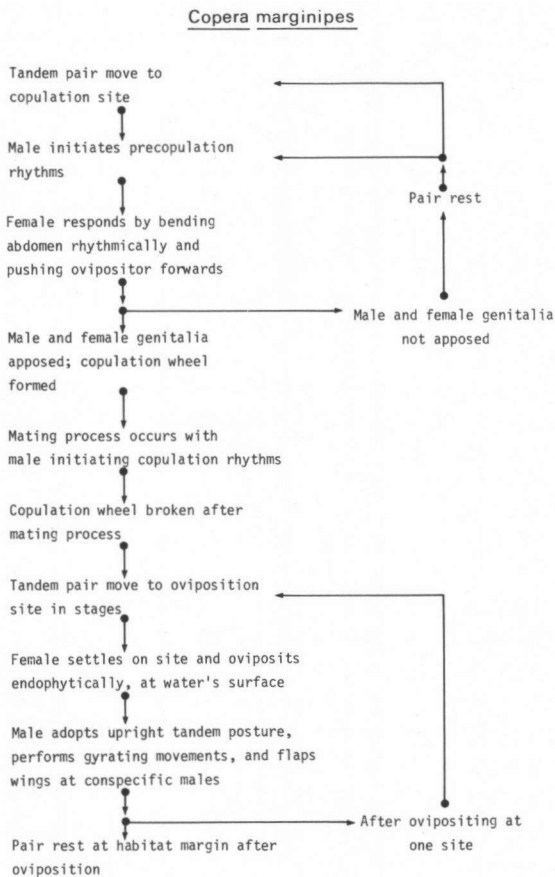 Copera marginipes
Tandem pair move to
copulation site
Male initiates precopulation
rhythms
Pair rest
Female responds by bending
abdomen rhythmically and
pushing ovipositor forwards
Male and female genitalia
not apposed
Male and female genitalia
apposed; copulation wheel
formed
Mating process occurs with
male initiating copulation rhythms
Copulation wheel broken after
mating process
Tandem pair move to oviposition
site in stages
Female settles on site and oviposits
endophytically, at water's surface
Male adopts upright tandem posture,
performs gyrating movements, and flaps
wings at conspecific males
After ovipositing at
one site
Pair rest at habitat margin after
oviposition